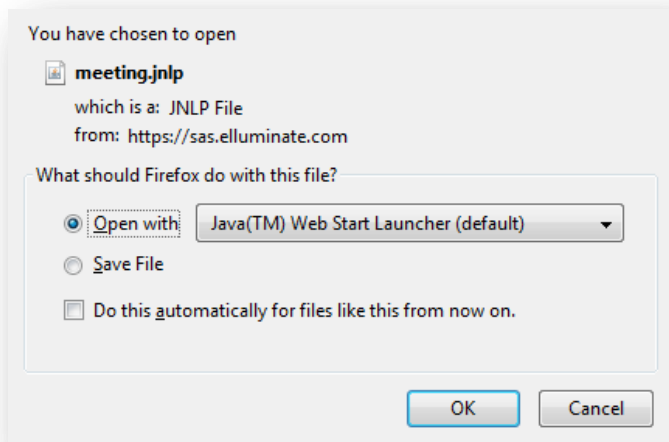 You have chosen to open
meeting.jnlp
which is a: JNLP File
from: https://sas.elluminate.com
What should Firefox do with this file?
Open with Java(TM) Web Start Launcher (default)
Save File
Do this automatically for files like this from now on.
OK Cancel